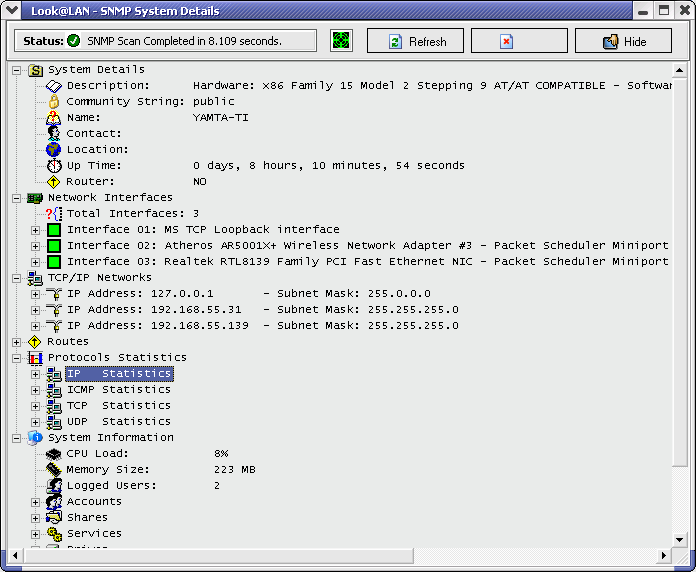 Look@LAN - SNMP System Details
Status: SNMP Scan Completed in 8.109 seconds. Refresh Hide
System Details
Description: Hardware: x86 Family 15 Model 2 Stepping 9 AT/AT COMPATIBLE - Softwar
Community String: public
Name: YAMTA-TI
Contact:
Location:
Up Time: 0 days, 8 hours, 10 minutes, 54 seconds
Router: NO
Network Interfaces
Total Interfaces: 3
Interface 01: MS TCP Loopback interface
Interface 02: Atheros AR5001X+ Wireless Network Adapter #3 - Packet Scheduler Miniport
Interface 03: Realtek RTL8139 Family PCI Fast Ethernet NIC - Packet Scheduler Miniport
TCP/IP Networks
IP Address: 127.0.0.1 - Subnet Mask: 255.0.0.0
IP Address: 192.168.55.31 - Subnet Mask: 255.255.255.0
IP Address: 192.168.55.139 - Subnet Mask: 255.255.255.0
Routes
Protocols Statistics
IP Statistics
ICMP Statistics
TCP Statistics
UDP Statistics
System Information
CPU Load: 8%
Memory Size: 223 MB
Logged Users: 2
Accounts
Shares
Services